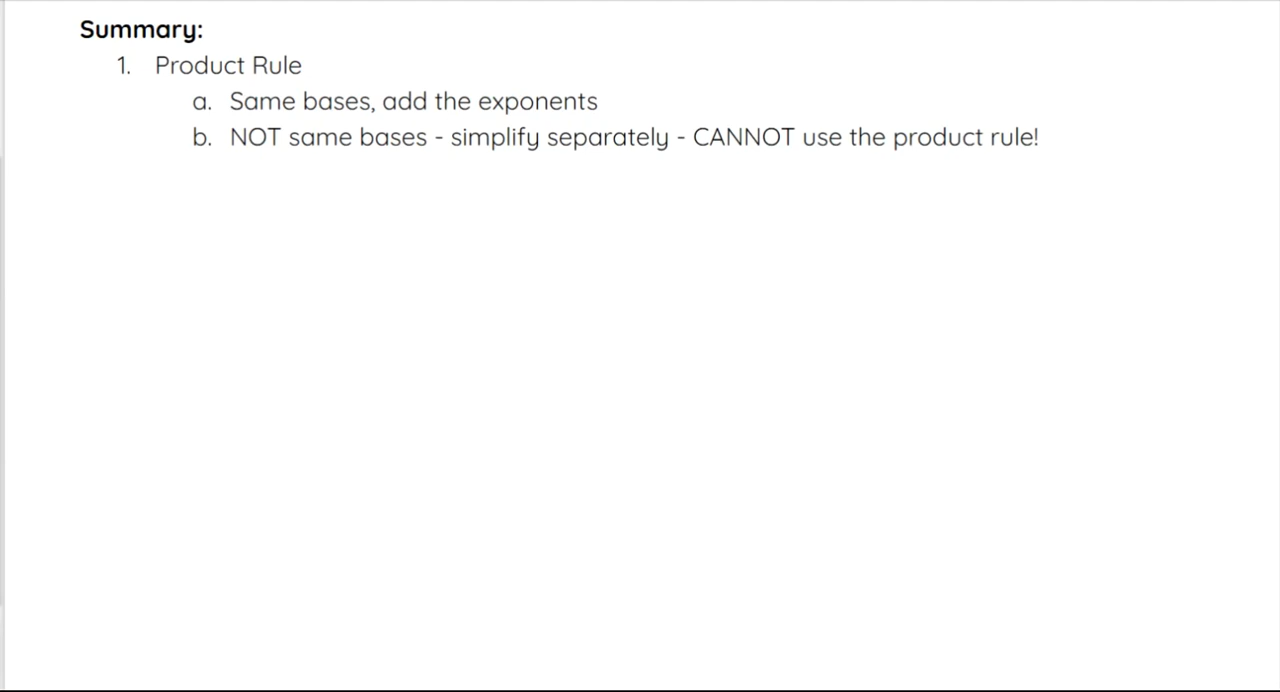 Summary:
1. Product Rule
a. Same bases, add the exponents
b. NOT same bases - simplify separately - CANNOT use the product rule!